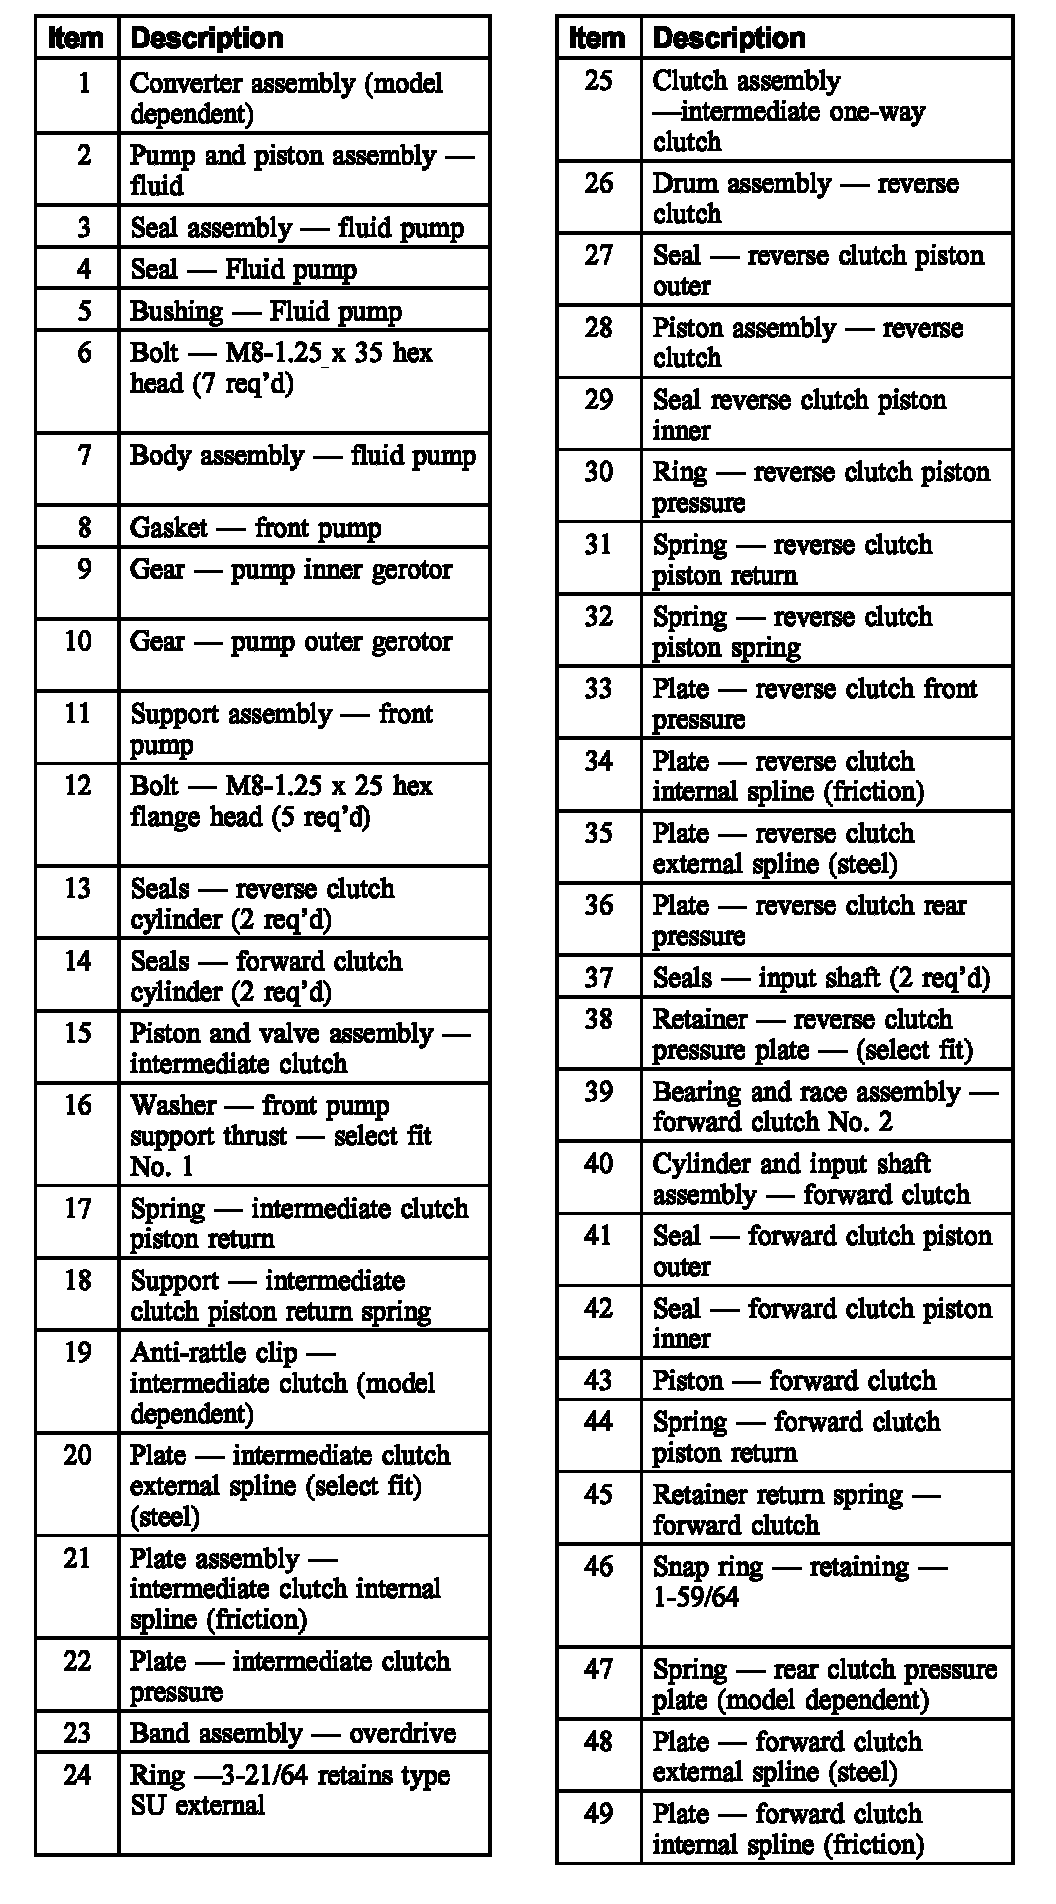 Item Description
1 Converter assembly (model
dependent)
2 Pump and piston assembly —
fluid
3 Seal assembly — fluid pump
4 Seal — Fluid pump
5 Bushing — Fluid pump
6 Bolt — M8-1.25 x 35 hex
head (7 req'd)
7 Body assembly — fluid pump
8 Gasket — front pump
9 Gear — pump inner gerotor
10 Gear — pump outer gerotor
11 Support assembly — front
pump
12 Bolt — M8-1.25 x 25 hex
flange head (5 req'd)
13 Seals — reverse clutch
cylinder (2 req'd)
14 Seals — forward clutch
cylinder (2 req'd)
15 Piston and valve assembly —
intermediate clutch
16 Washer — front pump
support thrust — select fit
No. 1
17 Spring — intermediate clutch
piston return
18 Support — intermediate
clutch piston return spring
19 Anti-rattle clip —
intermediate clutch (model
dependent)
20 Plate — intermediate clutch
external spline (select fit)
(steel)
21 Plate assembly —
intermediate clutch internal
spline (friction)
22 Plate — intermediate clutch
pressure
23 Band assembly — overdrive
24 Ring —3-21/64 retains type
SU external
Item Description
25 Clutch assembly
—intermediate one-way
clutch
26 Drum assembly — reverse
clutch
27 Seal — reverse clutch piston
outer
28 Piston assembly — reverse
clutch
29 Seal reverse clutch piston
inner
30 Ring — reverse clutch piston
pressure
31 Spring — reverse clutch
piston return
32 Spring — reverse clutch
piston spring
33 Plate — reverse clutch front
pressure
34 Plate — reverse clutch
internal spline (friction)
35 Plate — reverse clutch
external spline (steel)
36 Plate — reverse clutch rear
pressure
37 Seals — input shaft (2 req'd)
38 Retainer — reverse clutch
pressure plate — (select fit)
39 Bearing and race assembly —
forward clutch No. 2
40 Cylinder and input shaft
assembly — forward clutch
41 Seal — forward clutch piston
outer
42 Seal — forward clutch piston
inner
43 Piston — forward clutch
44 Spring — forward clutch
piston return
45 Retainer return spring —
forward clutch
46 Snap ring — retaining —
1-59/64
47 Spring — rear clutch pressure
plate (model dependent)
48 Plate — forward clutch
external spline (steel)
49 Plate — forward clutch
internal spline (friction)